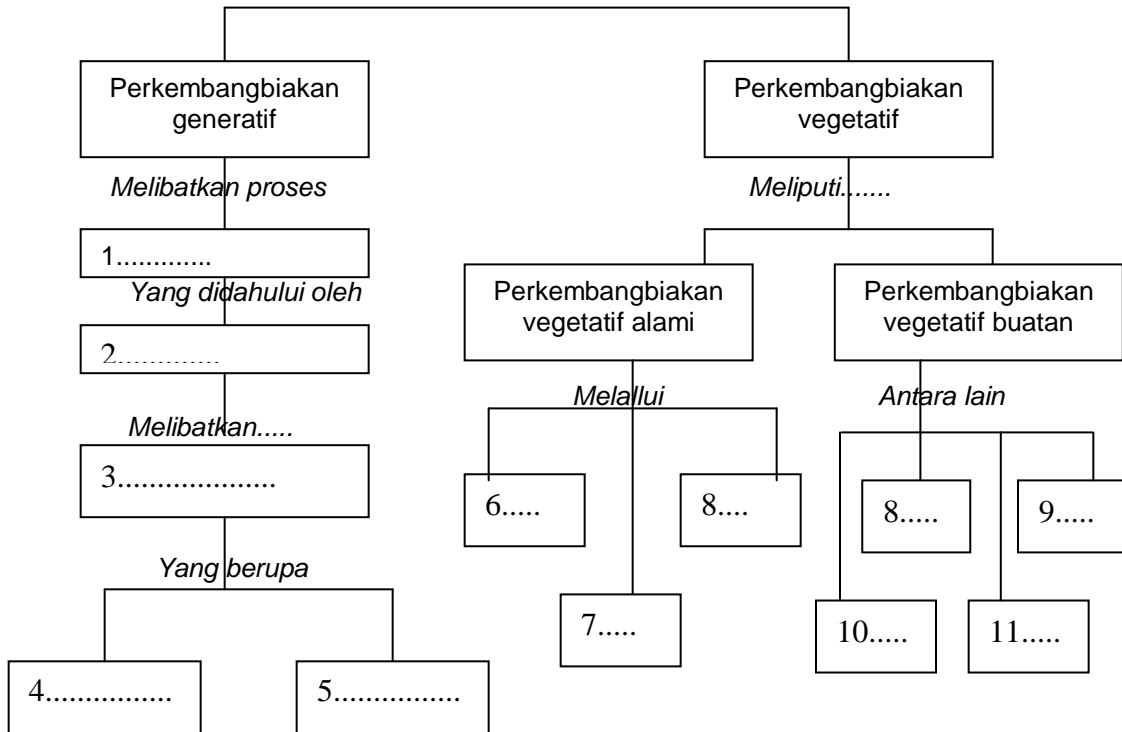 Perkembangbiakan
generatif
Perkembangbiakan
vegetatif
Melibatkan proses
Meliputi.......
1.............
Yang didahului oleh
Perkembangbiakan
vegetatif alami
Perkembangbiakan
vegetatif buatan
2.............
Melallui
Antara lain
Melibatkan.....
3....................
6.....
8....
8.....
9.....
Yang berupa
7.....
10.....
11.....
4................
5................